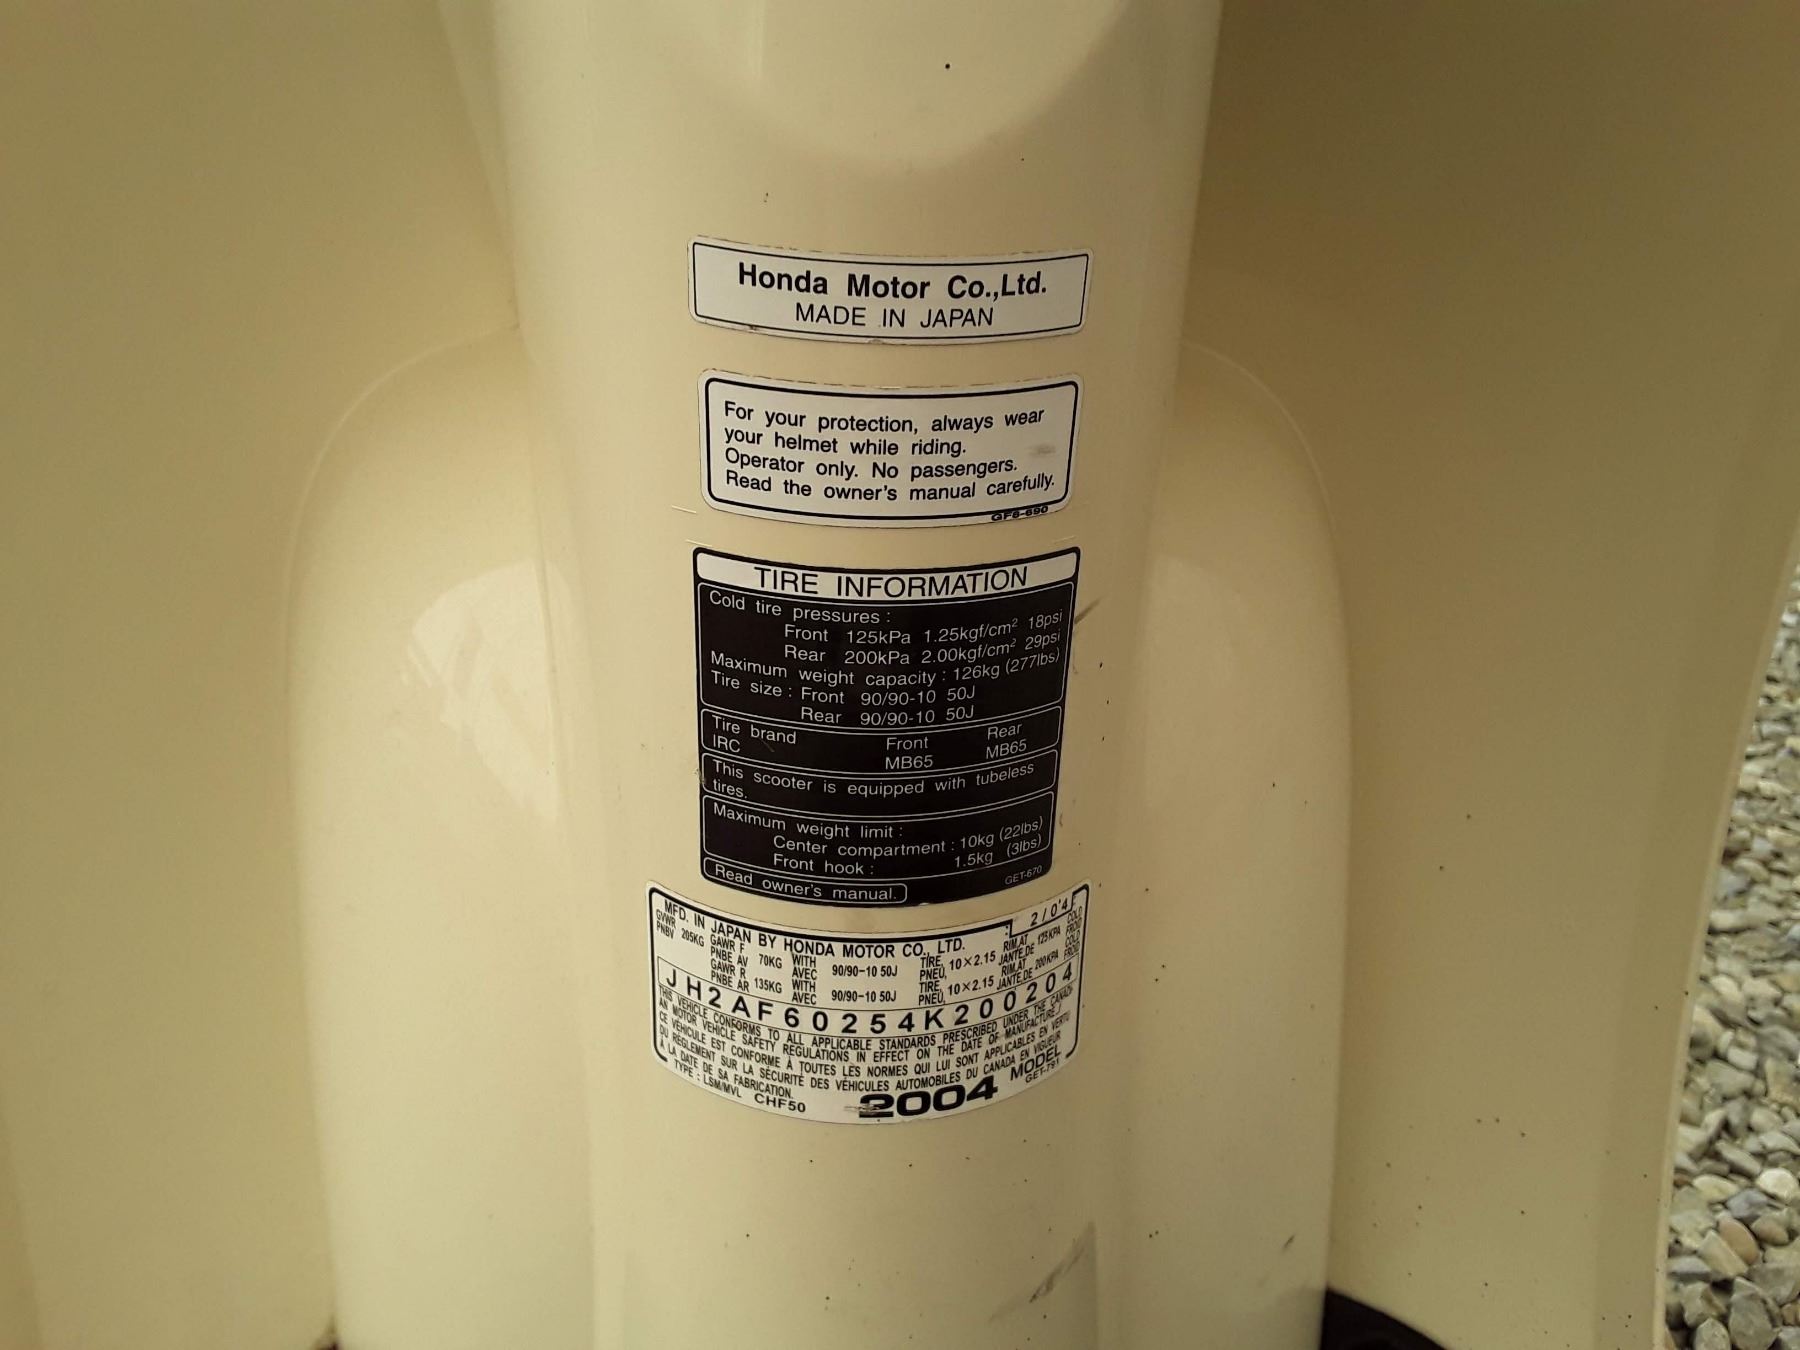 Honda Motor Co.,Ltd.
MADE IN JAPAN
For your protection, always wear
your helmet while riding.
Operator only. No passengers.
Read the owner's manual carefully.
GF6-690
TIRE INFORMATION
Cold tire pressures :
Front 125kPa 1.25kgf/cm² 18psi
Rear 200kPa 2.00kgf/cm² 29psi
Maximum weight capacity : 126kg (277lbs)
Tire size : Front 90/90-10 50J
Rear 90/90-10 50J
Tire brand Front Rear
IRC MB65 MB65
This scooter is equipped with tubeless
tires.
Maximum weight limit :
Center compartment : 10kg (22lbs)
Front hook : 1.5kg (3lbs)
Read owner's manual.
GET-670
MFD. IN JAPAN BY HONDA MOTOR CO., LTD. 2/0'4
GVWR GAWR F WITH TIRE, RIM,AT COLD
PNBV 205KG PNBE AV 70KG AVEC 90/90-10 50J PNEU, 10×2.15 JANTE,DE 125KPA FROID
GAWR R WITH TIRE, RIM,AT COLD
PNBE AR 135KG AVEC 90/90-10 50J PNEU, 10×2.15 JANTE,DE 200KPA FROID
JH2AF60254K200204
THIS VEHICLE CONFORMS TO ALL APPLICABLE STANDARDS PRESCRIBED UNDER THE CANADI-
AN MOTOR VEHICLE SAFETY REGULATIONS IN EFFECT ON THE DATE OF MANUFACTURE/
CE VÉHICULE EST CONFORME À TOUTES LES NORMES QUI LUI SONT APPLICABLES EN VERTU
DU RÈGLEMENT SUR LA SÉCURITÉ DES VÉHICULES AUTOMOBILES DU CANADA EN VIGUEUR
À LA DATE DE SA FABRICATION.
TYPE : LSM/MVL CHF50 2004 MODEL
GET-791